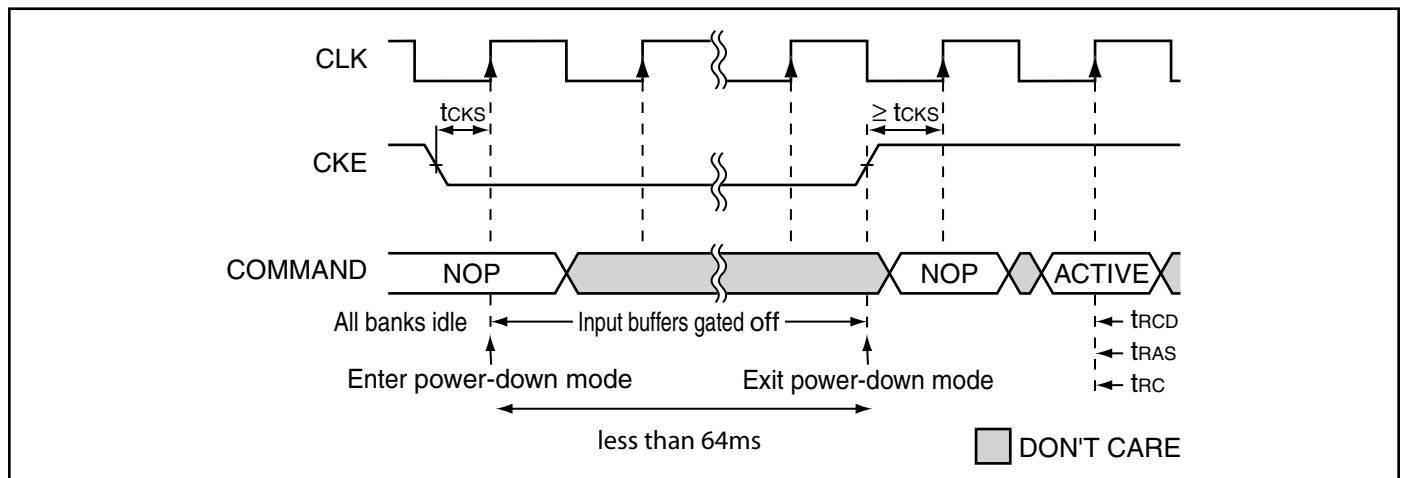 CLK
tCKS
≥ tCKS
CKE
COMMAND
NOP
NOP
ACTIVE
All banks idle
Input buffers gated off
tRCD
tRAS
tRC
Enter power-down mode
Exit power-down mode
less than 64ms
DON'T CARE